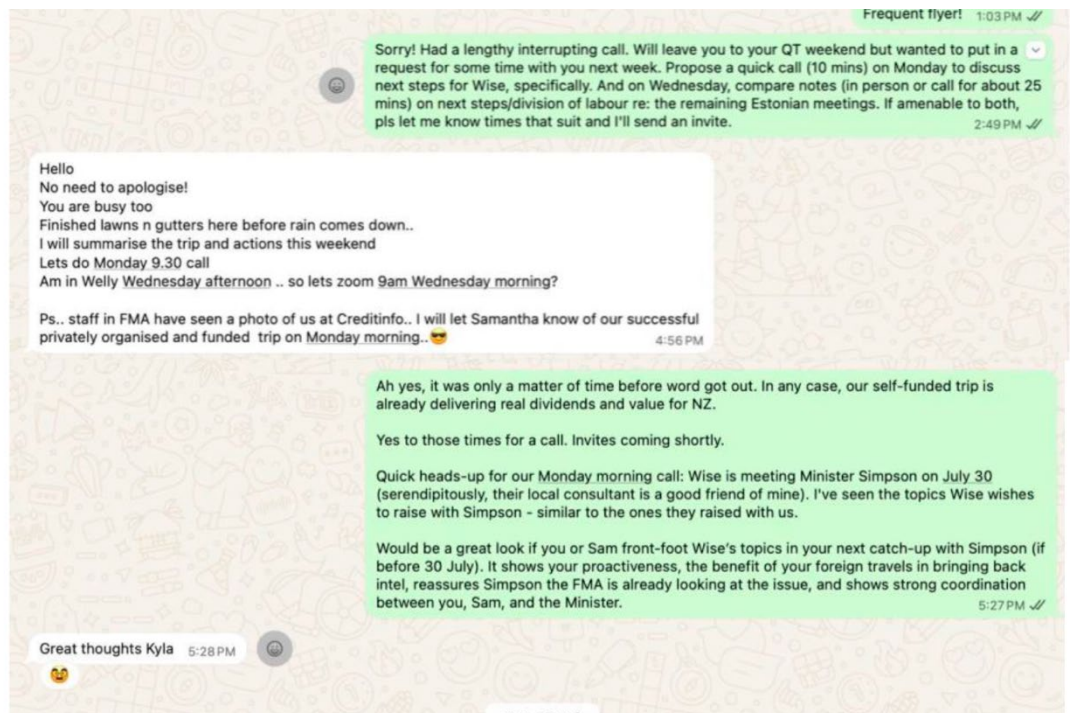 Frequent flyer! 1:03 PM
Sorry! Had a lengthy interrupting call. Will leave you to your QT weekend but wanted to put in a
request for some time with you next week. Propose a quick call (10 mins) on Monday to discuss
next steps for Wise, specifically. And on Wednesday, compare notes (in person or call for about 25
mins) on next steps/division of labour re: the remaining Estonian meetings. If amenable to both,
pls let me know times that suit and I'll send an invite. 2:49 PM
Hello
No need to apologise!
You are busy too
Finished lawns n gutters here before rain comes down..
I will summarise the trip and actions this weekend
Lets do Monday 9.30 call
Am in Welly Wednesday afternoon .. so lets zoom 9am Wednesday morning?
Ps.. staff in FMA have seen a photo of us at Creditinfo.. I will let Samantha know of our successful
privately organised and funded trip on Monday morning..😎 4:56 PM
Ah yes, it was only a matter of time before word got out. In any case, our self-funded trip is
already delivering real dividends and value for NZ.
Yes to those times for a call. Invites coming shortly.
Quick heads-up for our Monday morning call: Wise is meeting Minister Simpson on July 30
(serendipitously, their local consultant is a good friend of mine). I've seen the topics Wise wishes
to raise with Simpson - similar to the ones they raised with us.
Would be a great look if you or Sam front-foot Wise's topics in your next catch-up with Simpson (if
before 30 July). It shows your proactiveness, the benefit of your foreign travels in bringing back
intel, reassures Simpson the FMA is already looking at the issue, and shows strong coordination
between you, Sam, and the Minister. 5:27 PM
Great thoughts Kyla 5:28 PM